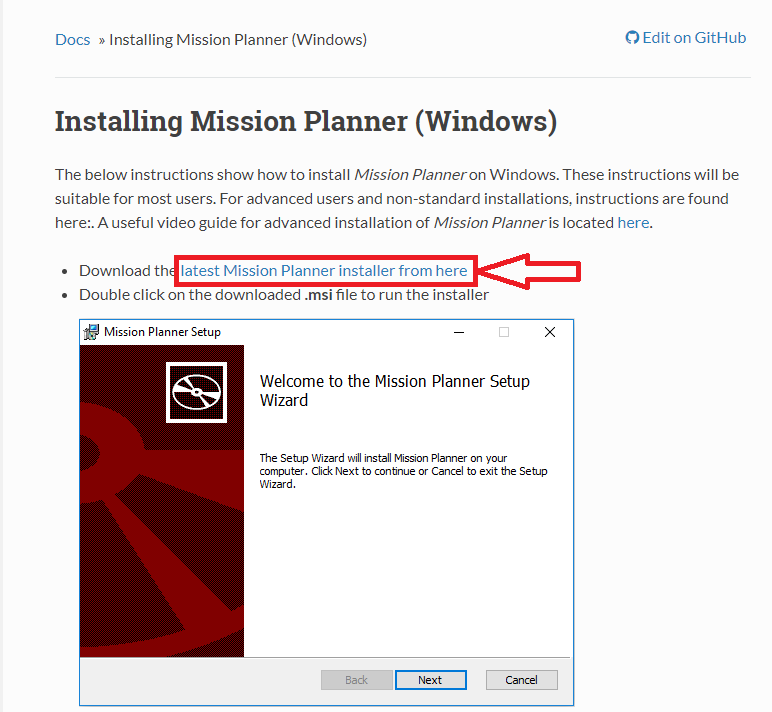 Docs » Installing Mission Planner (Windows)
Edit on GitHub
Installing Mission Planner (Windows)
The below instructions show how to install Mission Planner on Windows. These instructions will be
suitable for most users. For advanced users and non-standard installations, instructions are found
here:. A useful video guide for advanced installation of Mission Planner is located here.
• Download the latest Mission Planner installer from here
• Double click on the downloaded .msi file to run the installer
Mission Planner Setup
Welcome to the Mission Planner Setup
Wizard
The Setup Wizard will install Mission Planner on your
computer. Click Next to continue or Cancel to exit the Setup
Wizard.
Back Next Cancel